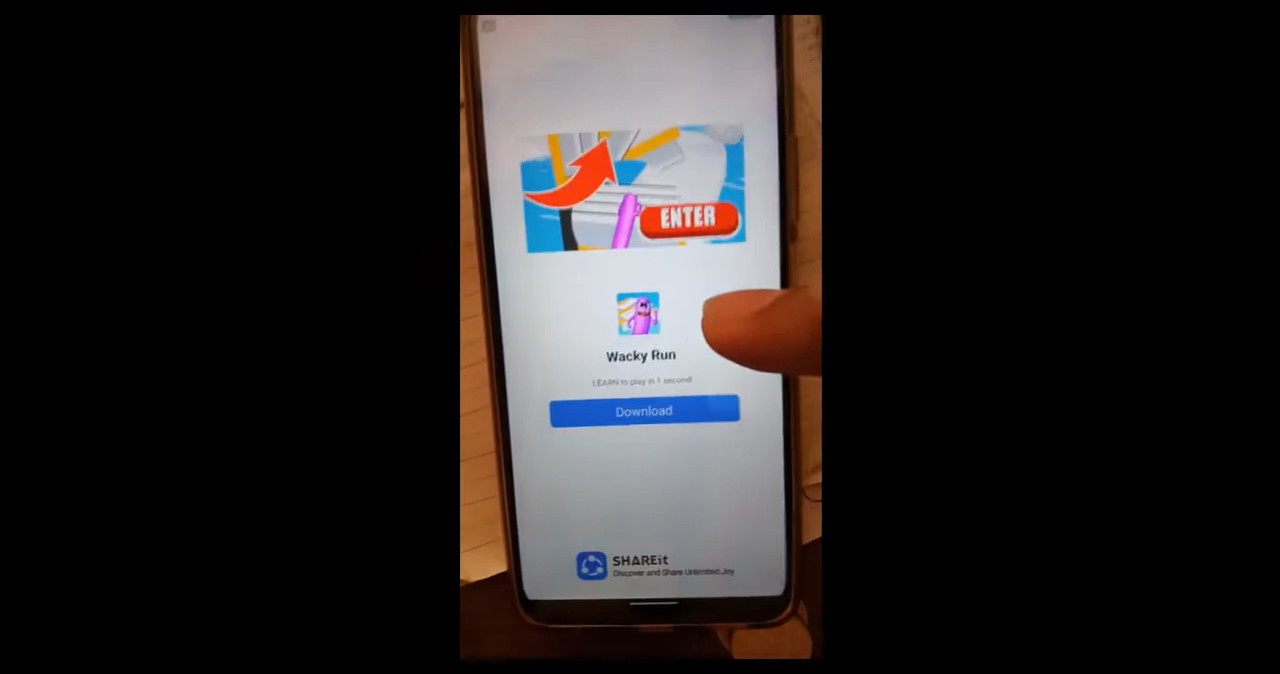 ENTER
Wacky Run
LEARN to play in 1 second!
Download
SHAREit
Discover and Share Unlimited Joy